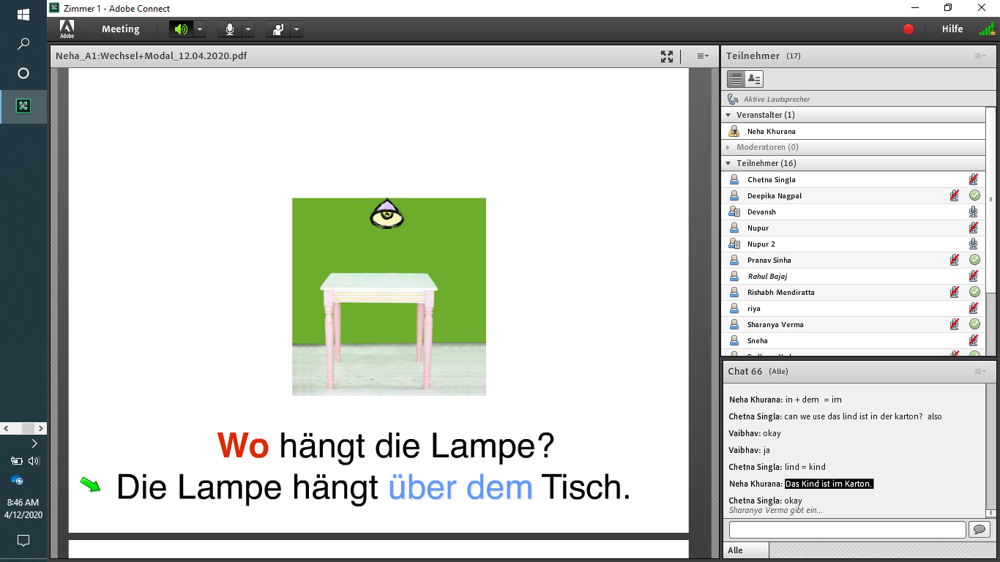 Zimmer 1 - Adobe Connect
Adobe
Meeting
Hilfe
Neha_A1:Wechsel+Modal_12.04.2020.pdf
Wo hängt die Lampe?
Die Lampe hängt über dem Tisch.
Teilnehmer (17)
Aktive Lautsprecher
Veranstalter (1)
Neha Khurana
Moderatoren (0)
Teilnehmer (16)
Chetna Singla
Deepika Nagpal
Devansh
Nupur
Nupur 2
Pranav Sinha
Rahul Bajaj
Rishabh Mendiratta
riya
Sharanya Verma
Sneha
Chat 66 (Alle)
Neha Khurana: in + dem = im
Chetna Singla: can we use das lind ist in der karton? also
Vaibhav: okay
Vaibhav: ja
Chetna Singla: lind = kind
Neha Khurana: Das Kind ist im Karton.
Chetna Singla: okay
Sharanya Verma gibt ein...
Alle
8:46 AM
4/12/2020